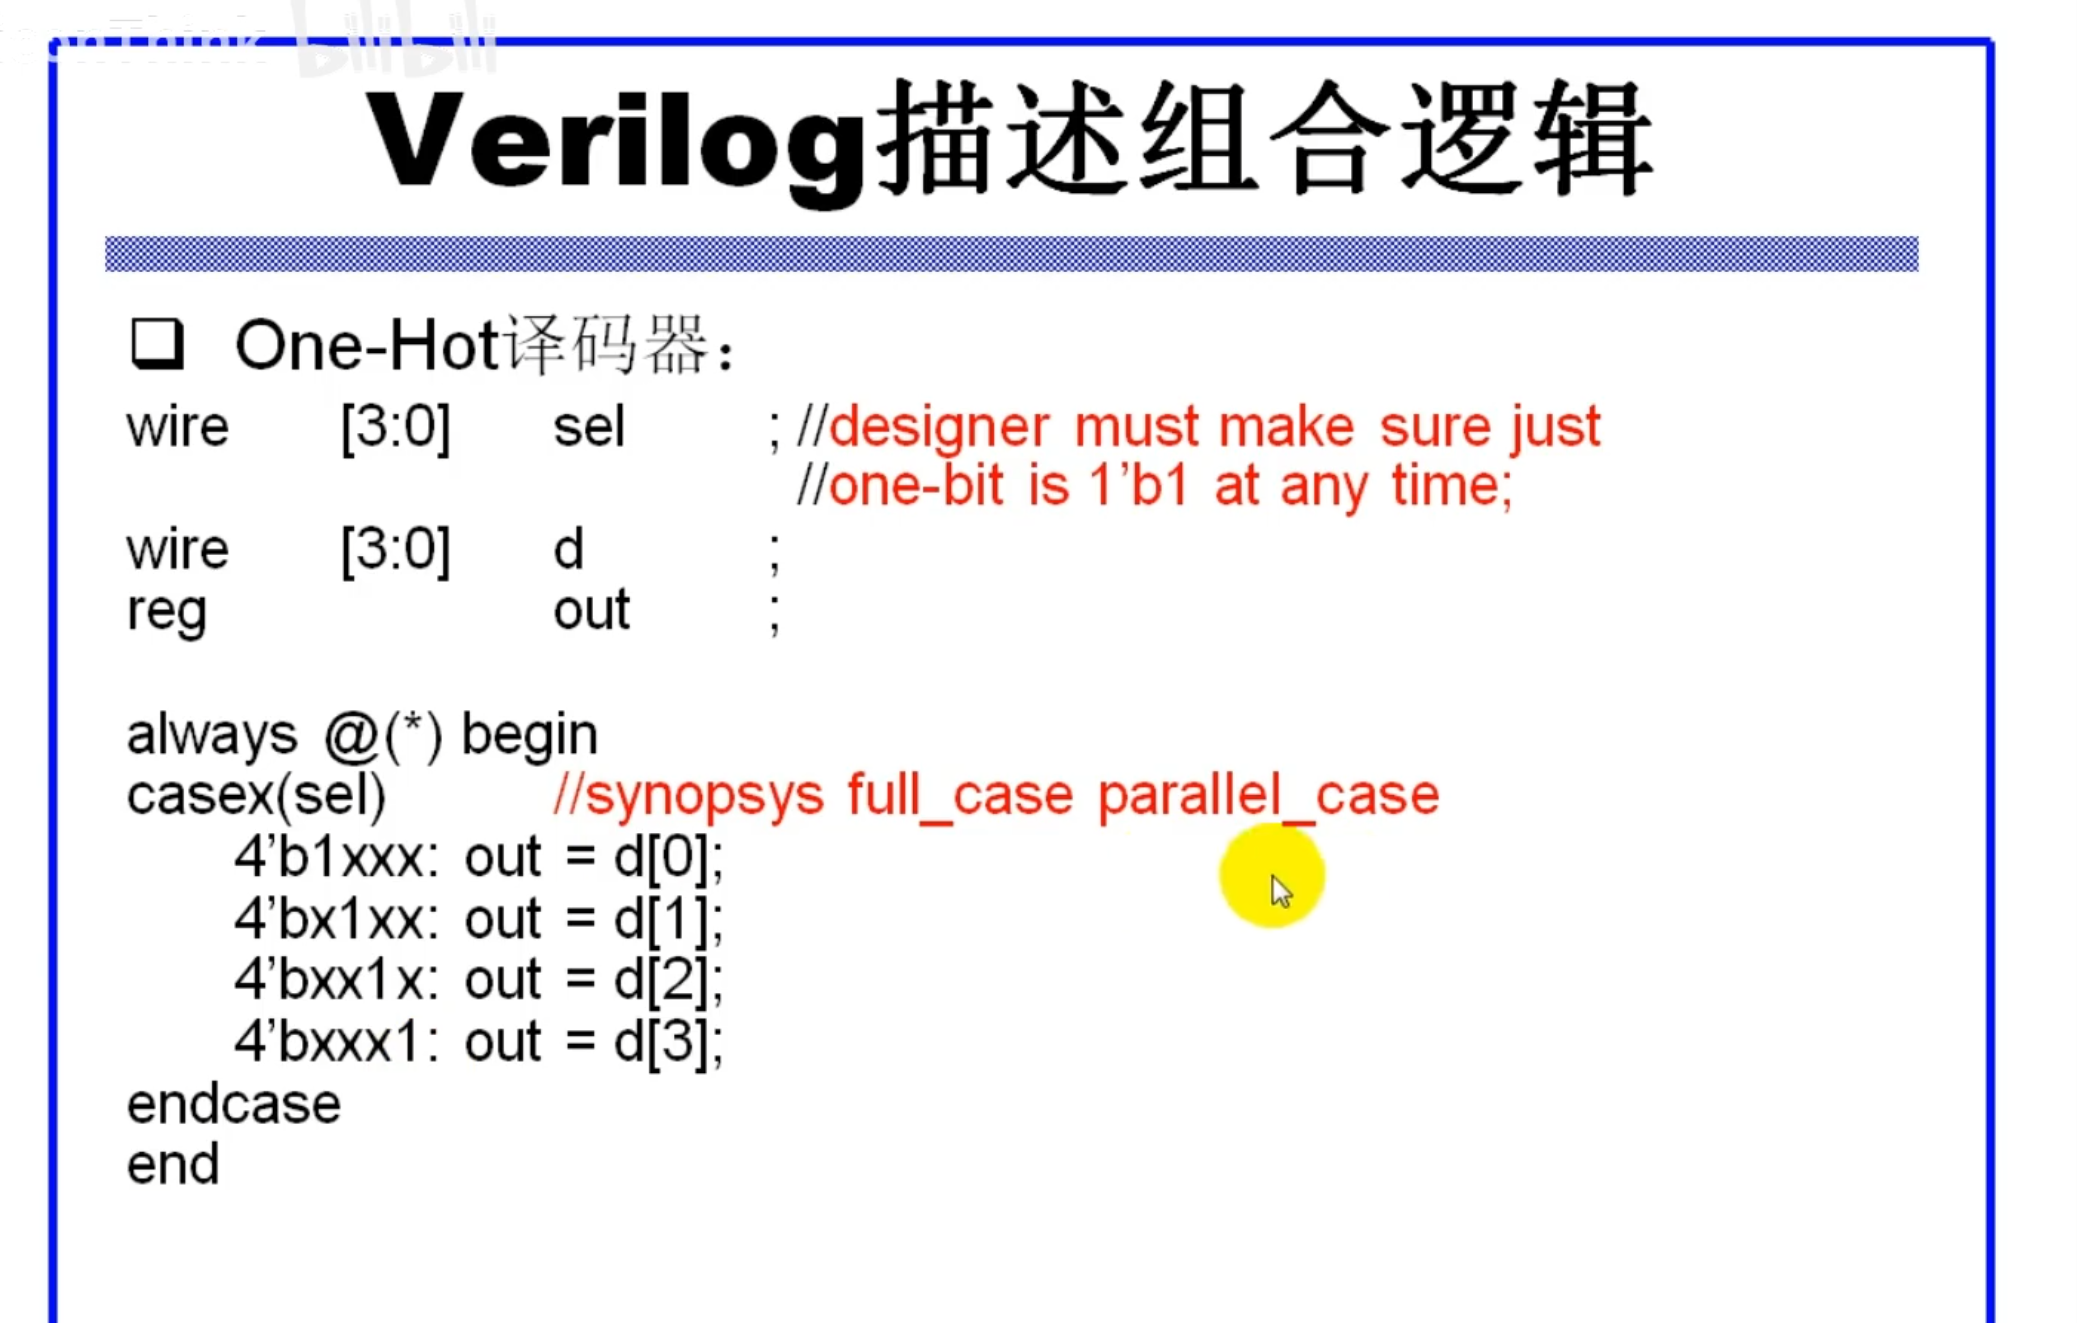 bilibili
Verilog描述组合逻辑
One-Hot译码器：
wire [3:0] sel ; //designer must make sure just
//one-bit is 1’b1 at any time;
wire [3:0] d ;
reg out ;
always @(*) begin
casex(sel) //synopsys full_case parallel_case
4’b1xxx: out = d[0];
4’bx1xx: out = d[1];
4’bxx1x: out = d[2];
4’bxxx1: out = d[3];
endcase
end